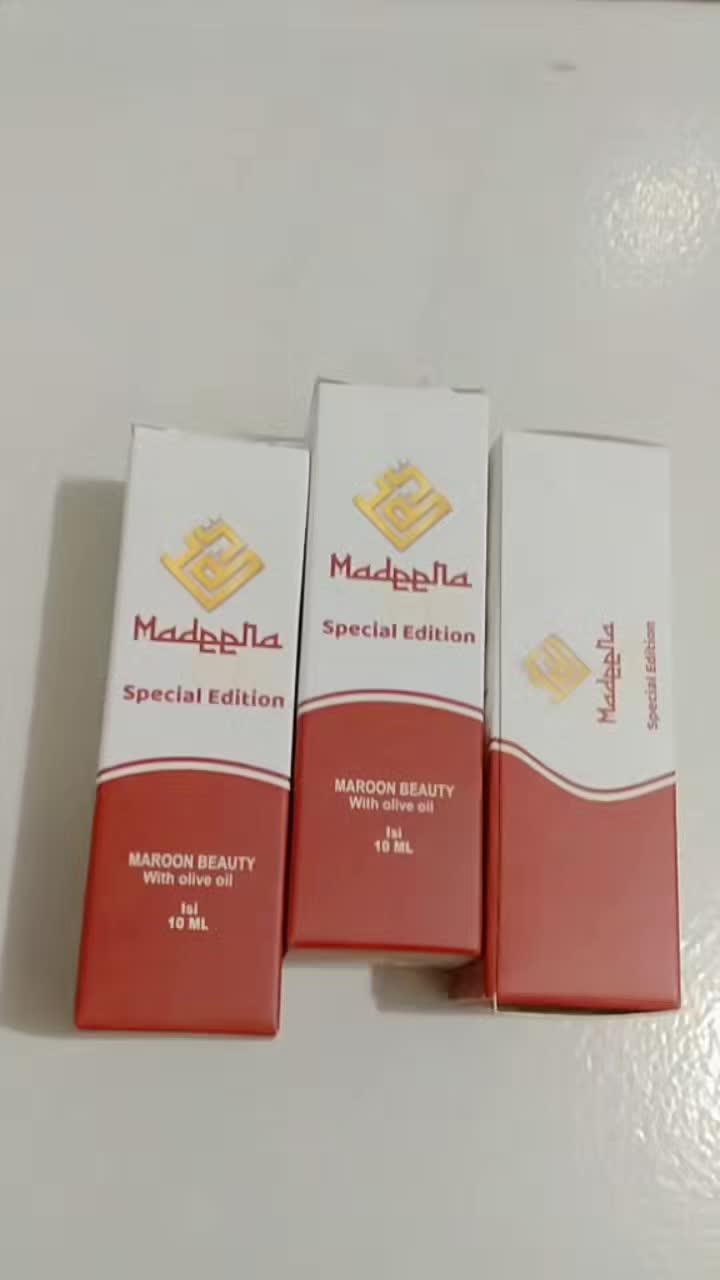 Madeena
Special Edition
MAROON BEAUTY
With olive oil
Isi
10 ML
Madeena
Special Edition
MAROON BEAUTY
With olive oil
Isi
10 ML
Madeena
Special Edition